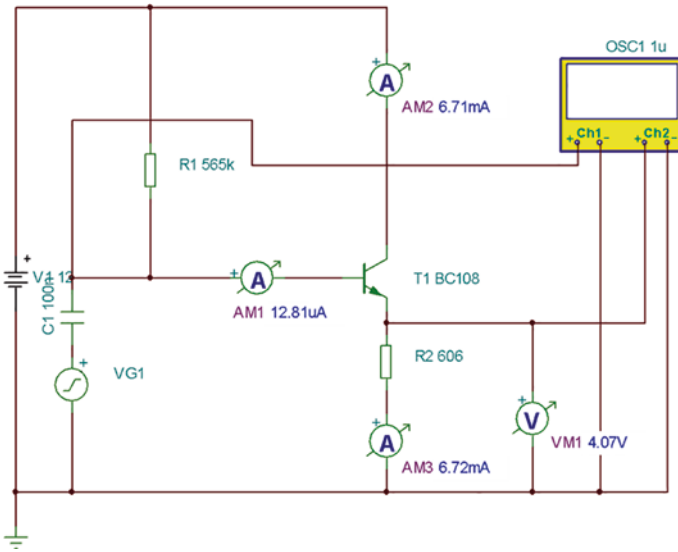 OSC1 1u
+ Ch1 - + Ch2 -
+
A
AM2 6.71mA
R1 565k
+
V1 12
C1 100n
+
A
AM1 12.81uA
T1 BC108
+
VG1
R2 606
+
A
AM3 6.72mA
+
V
VM1 4.07V